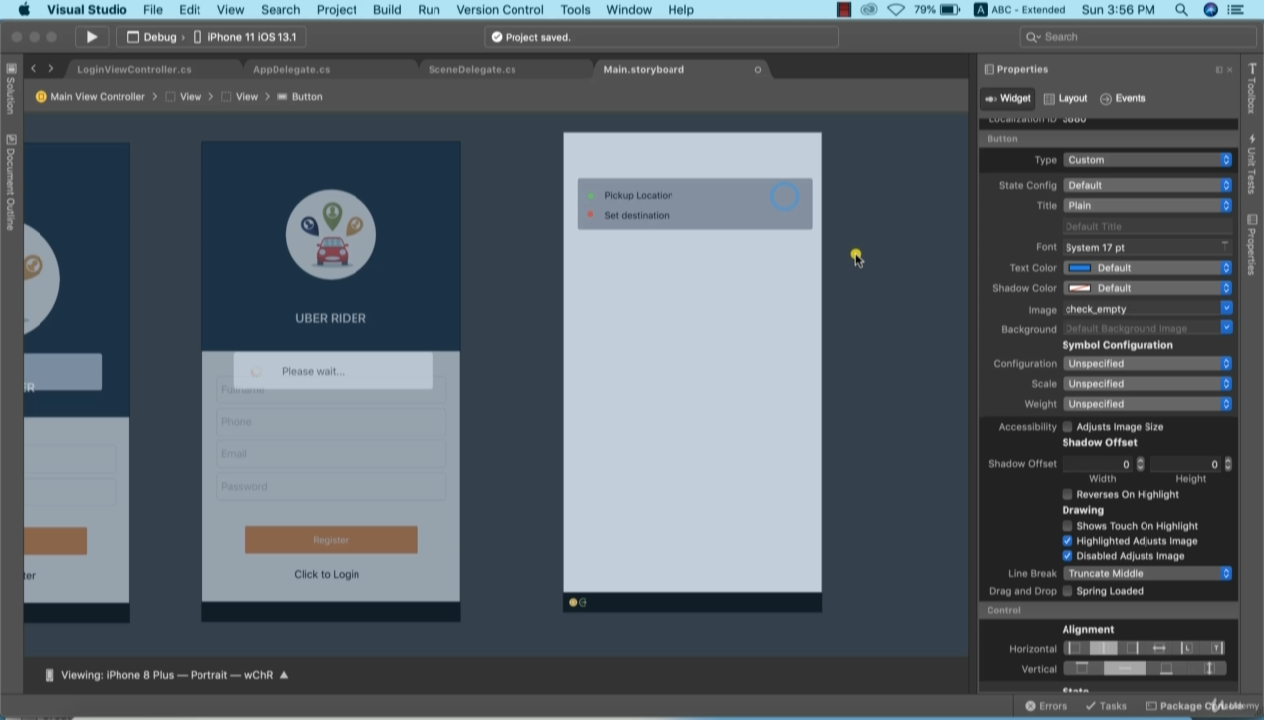 Visual Studio File Edit View Search Project Build Run Version Control Tools Window Help 79% A ABC - Extended Sun 3:56 PM
Debug › iPhone 11 iOS 13.1 Project saved. Search
LoginViewController.cs AppDelegate.cs SceneDelegate.cs Main.storyboard
Main View Controller > View > View > Button
Solution
Document Outline
R
ter
UBER RIDER
Please wait...
Fullname
Phone
Email
Password
Register
Click to Login
Pickup Location
Set destination
Viewing: iPhone 8 Plus — Portrait — wChR
Properties
Widget Layout Events
Localization ID
Button
Type Custom
State Config Default
Title Plain
Default Title
Font System 17 pt
Text Color Default
Shadow Color Default
Image check_empty
Background Default Background Image
Symbol Configuration
Configuration Unspecified
Scale Unspecified
Weight Unspecified
Accessibility Adjusts Image Size
Shadow Offset
Shadow Offset 0 0
Width Height
Reverses On Highlight
Drawing
Shows Touch On Highlight
Highlighted Adjusts Image
Disabled Adjusts Image
Line Break Truncate Middle
Drag and Drop Spring Loaded
Control
Alignment
Horizontal
Vertical
State
Toolbox
Unit Tests
Properties
Errors Tasks Package